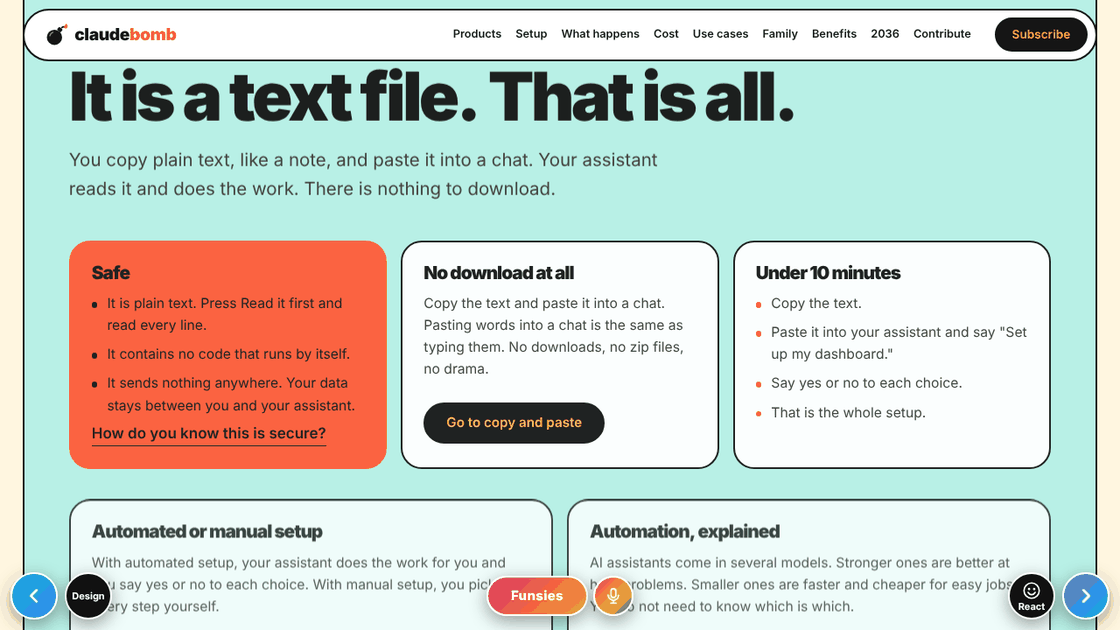 claudebomb
Products Setup What happens Cost Use cases Family Benefits 2036 Contribute Subscribe
It is a text file. That is all.
You copy plain text, like a note, and paste it into a chat. Your assistant
reads it and does the work. There is nothing to download.
Safe
It is plain text. Press Read it first and
read every line.
It contains no code that runs by itself.
It sends nothing anywhere. Your data
stays between you and your assistant.
How do you know this is secure?
No download at all
Copy the text and paste it into a chat.
Pasting words into a chat is the same as
typing them. No downloads, no zip files,
no drama.
Go to copy and paste
Under 10 minutes
Copy the text.
Paste it into your assistant and say "Set
up my dashboard."
Say yes or no to each choice.
That is the whole setup.
Automated or manual setup
With automated setup, your assistant does the work for you and
say yes or no to each choice. With manual setup, you
step yourself.
Automation, explained
AI assistants come in several models. Stronger ones are better at
problems. Smaller ones are faster and cheaper for easy jobs
not need to know which is which.
Design
Funsies
React